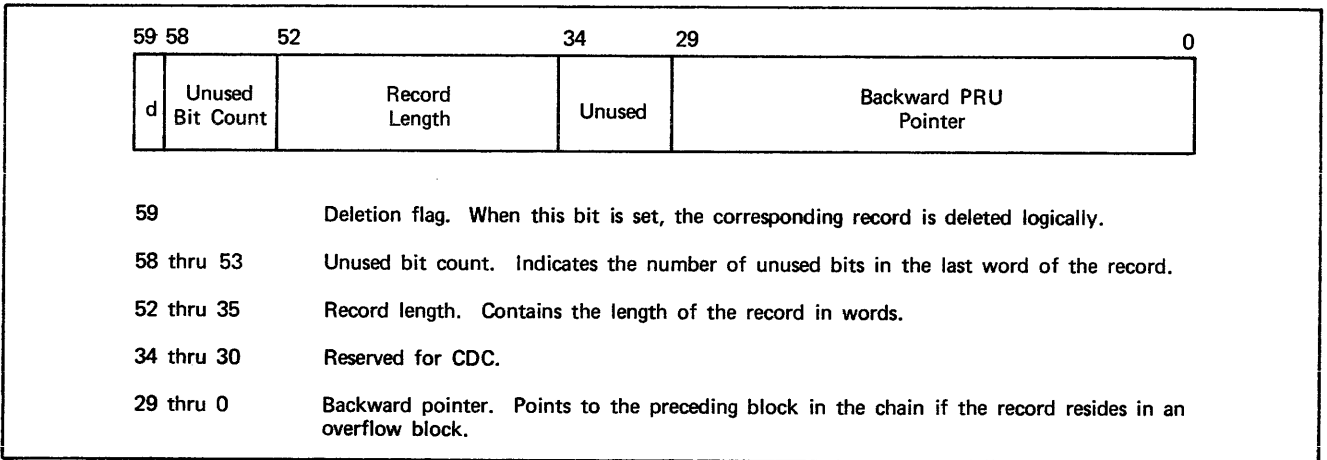 59 58 52 34 29 0
d Unused Bit Count Record Length Unused Backward PRU Pointer
59 Deletion flag. When this bit is set, the corresponding record is deleted logically.
58 thru 53 Unused bit count. Indicates the number of unused bits in the last word of the record.
52 thru 35 Record length. Contains the length of the record in words.
34 thru 30 Reserved for CDC.
29 thru 0 Backward pointer. Points to the preceding block in the chain if the record resides in an
overflow block.